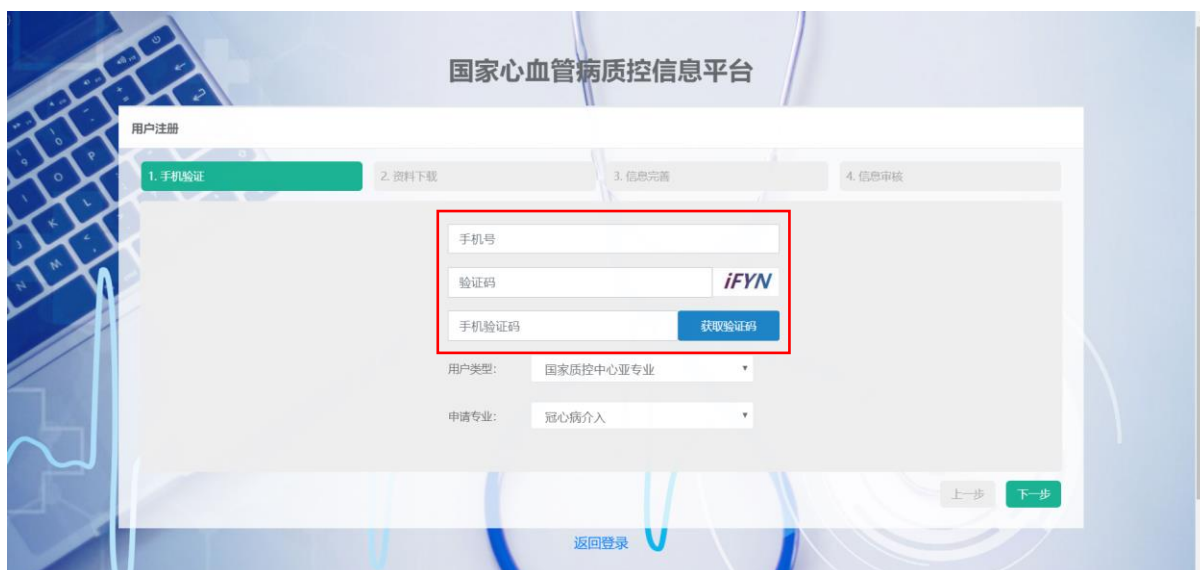 国家心血管病质控信息平台
用户注册
1. 手机验证 2. 资料下载 3. 信息完善 4. 信息审核
手机号
验证码 iFYN
手机验证码 获取验证码
用户类型: 国家质控中心亚专业
申请专业: 冠心病介入
上一步 下一步
返回登录